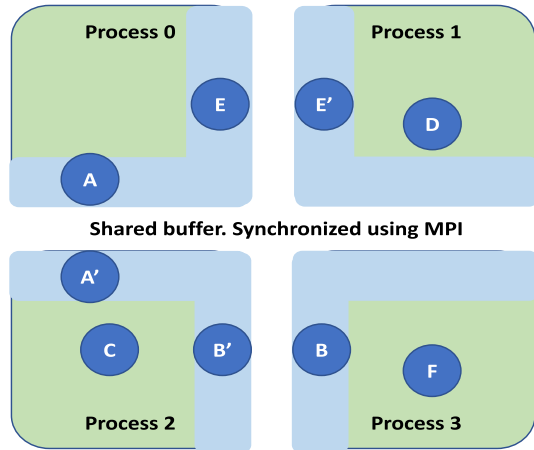 Process 0
Process 1
E
E’
D
A
Shared buffer. Synchronized using MPI
A’
C
B’
B
F
Process 2
Process 3